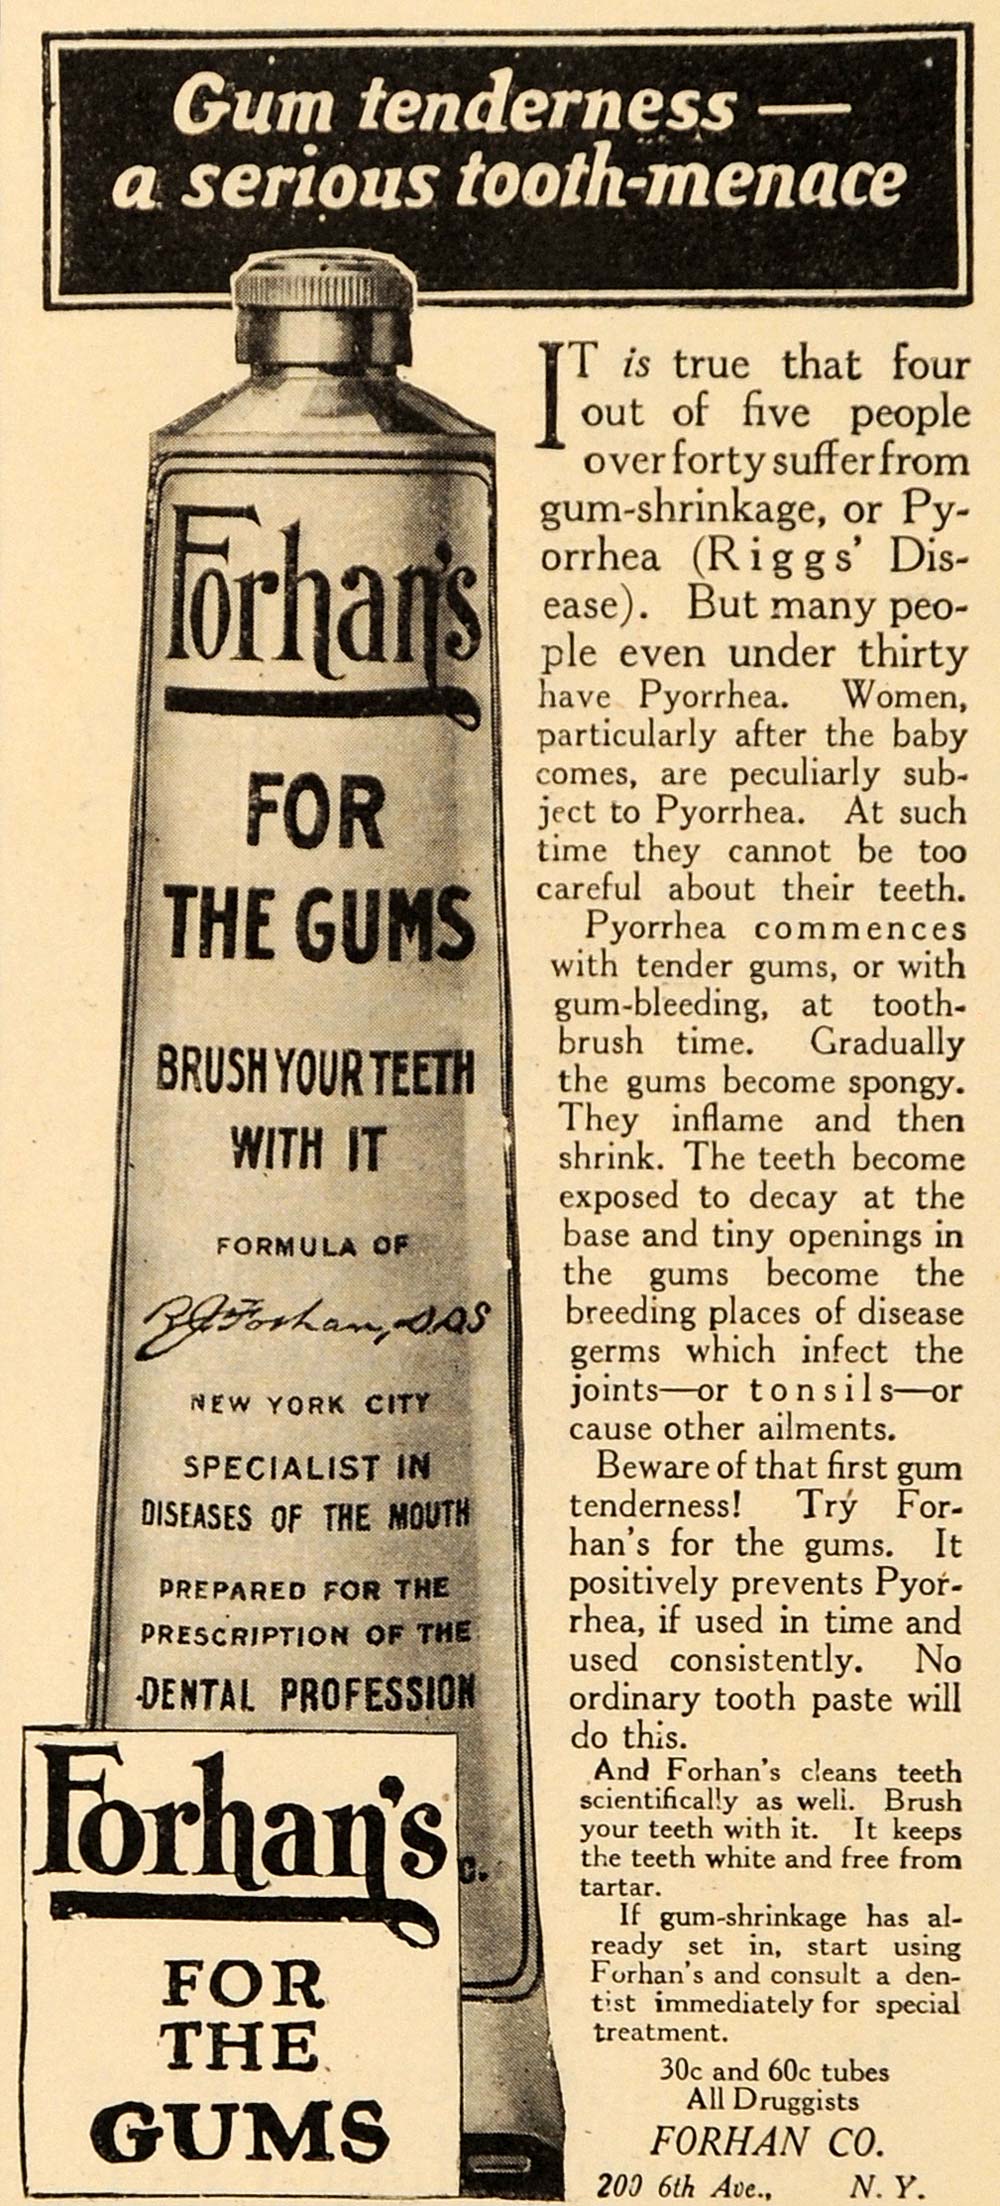 Gum tenderness —
a serious tooth-menace
Forhan's
FOR
THE GUMS
BRUSH YOUR TEETH
WITH IT
FORMULA OF
R J Forhan, D.D.S
NEW YORK CITY
SPECIALIST IN
DISEASES OF THE MOUTH
PREPARED FOR THE
PRESCRIPTION OF THE
DENTAL PROFESSION
Forhan's
FOR
THE
GUMS
IT is true that four
out of five people
over forty suffer from
gum-shrinkage, or Py-
orrhea (Riggs' Dis-
ease). But many peo-
ple even under thirty
have Pyorrhea. Women,
particularly after the baby
comes, are peculiarly sub-
ject to Pyorrhea. At such
time they cannot be too
careful about their teeth.
Pyorrhea commences
with tender gums, or with
gum-bleeding, at tooth-
brush time. Gradually
the gums become spongy.
They inflame and then
shrink. The teeth become
exposed to decay at the
base and tiny openings in
the gums become the
breeding places of disease
germs which infect the
joints—or tonsils—or
cause other ailments.
Beware of that first gum
tenderness! Try For-
han's for the gums. It
positively prevents Pyor-
rhea, if used in time and
used consistently. No
ordinary tooth paste will
do this.
And Forhan's cleans teeth
scientifically as well. Brush
your teeth with it. It keeps
the teeth white and free from
tartar.
If gum-shrinkage has al-
ready set in, start using
Forhan's and consult a den-
tist immediately for special
treatment.
30c and 60c tubes
All Druggists
FORHAN CO.
200 6th Ave., N. Y.